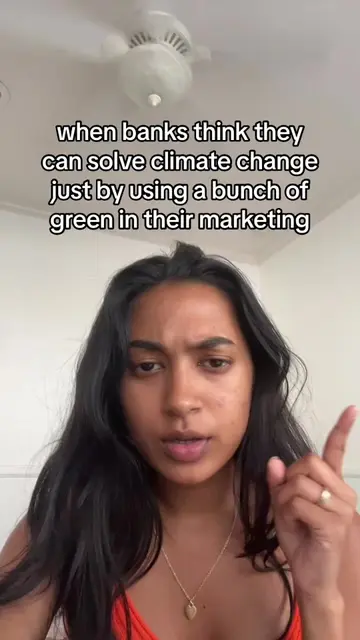 when banks think they
can solve climate change
just by using a bunch of
green in their marketing